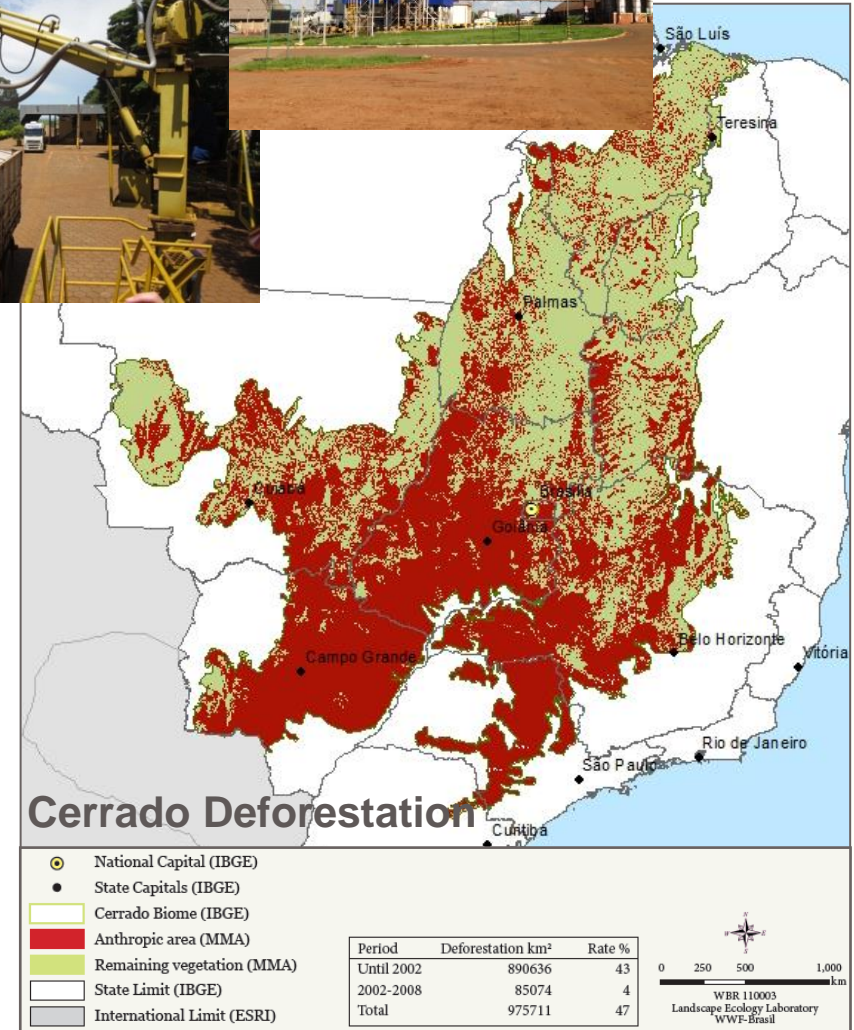 São Luís
Teresina
Palmas
Cuiabá
Brasília
Goiânia
Campo Grande
Belo Horizonte
Vitória
Rio de Janeiro
São Paulo
Cerrado Deforestation
Curitiba
National Capital (IBGE)
State Capitals (IBGE)
Cerrado Biome (IBGE)
Anthropic area (MMA)
Remaining vegetation (MMA)
State Limit (IBGE)
International Limit (ESRI)
Period Deforestation km² Rate %
Until 2002 890636 43
2002-2008 85074 4
Total 975711 47
N
W E
S
0 250 500 1,000
km
WBR 110003
Landscape Ecology Laboratory
WWF-Brasil